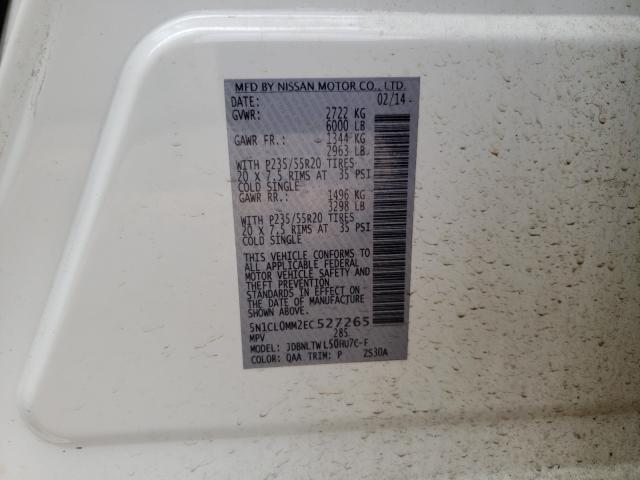 MFD BY NISSAN MOTOR CO., LTD.
DATE: 02/14
GVWR: 2722 KG
6000 LB
GAWR FR.: 1344 KG
2963 LB
WITH P235/55R20 TIRES
20 X 7.5 RIMS AT 35 PSI
COLD SINGLE
GAWR RR.: 1496 KG
3298 LB
WITH P235/55R20 TIRES
20 X 7.5 RIMS AT 35 PSI
COLD SINGLE
THIS VEHICLE CONFORMS TO
ALL APPLICABLE FEDERAL
MOTOR VEHICLE SAFETY AND
THEFT PREVENTION
STANDARDS IN EFFECT ON
THE DATE OF MANUFACTURE
SHOWN ABOVE.
5N1CL0MM2EC527265
MPV 285
MODEL: JDBNLTWL50HU7C-F
COLOR: QAA TRIM: P ZS30A